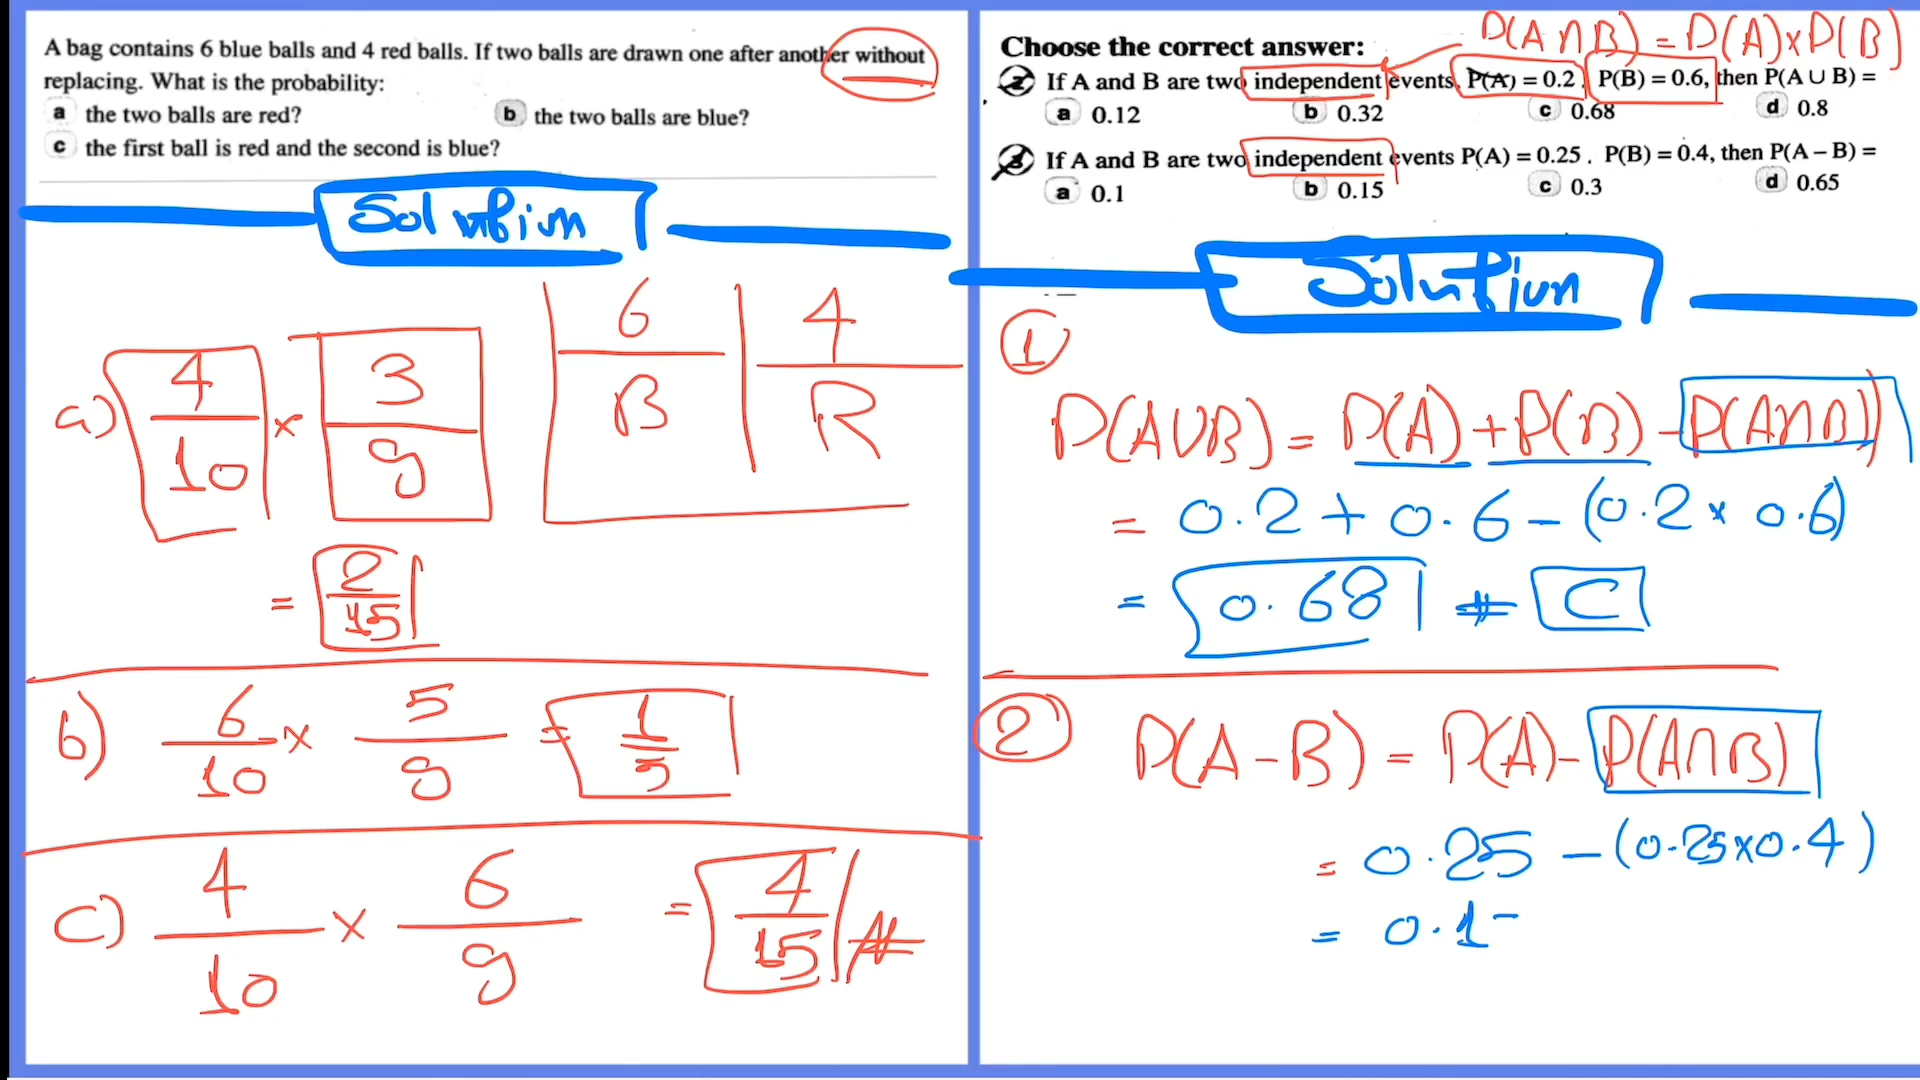 A bag contains 6 blue balls and 4 red balls. If two balls are drawn one after another without
replacing. What is the probability:
a the two balls are red?
b the two balls are blue?
c the first ball is red and the second is blue?
Solution
6 4
B R
a) 4/10 × 3/9
= 2/15
b) 6/10 × 5/9 = 1/5
c) 4/10 × 6/9 = 4/15 #
P(A∩B) = P(A)×P(B)
Choose the correct answer:
2 If A and B are two independent events, P(A) = 0.2, P(B) = 0.6, then P(A ∪ B) =
a 0.12 b 0.32 c 0.68 d 0.8
If A and B are two independent events P(A) = 0.25, P(B) = 0.4, then P(A – B) =
a 0.1 b 0.15 c 0.3 d 0.65
Solution
1
P(A∪B) = P(A) + P(B) - P(A∩B)
= 0.2 + 0.6 - (0.2 × 0.6)
= 0.68 # C
2 P(A-B) = P(A) - P(A∩B)
= 0.25 - (0.25×0.4)
= 0.1